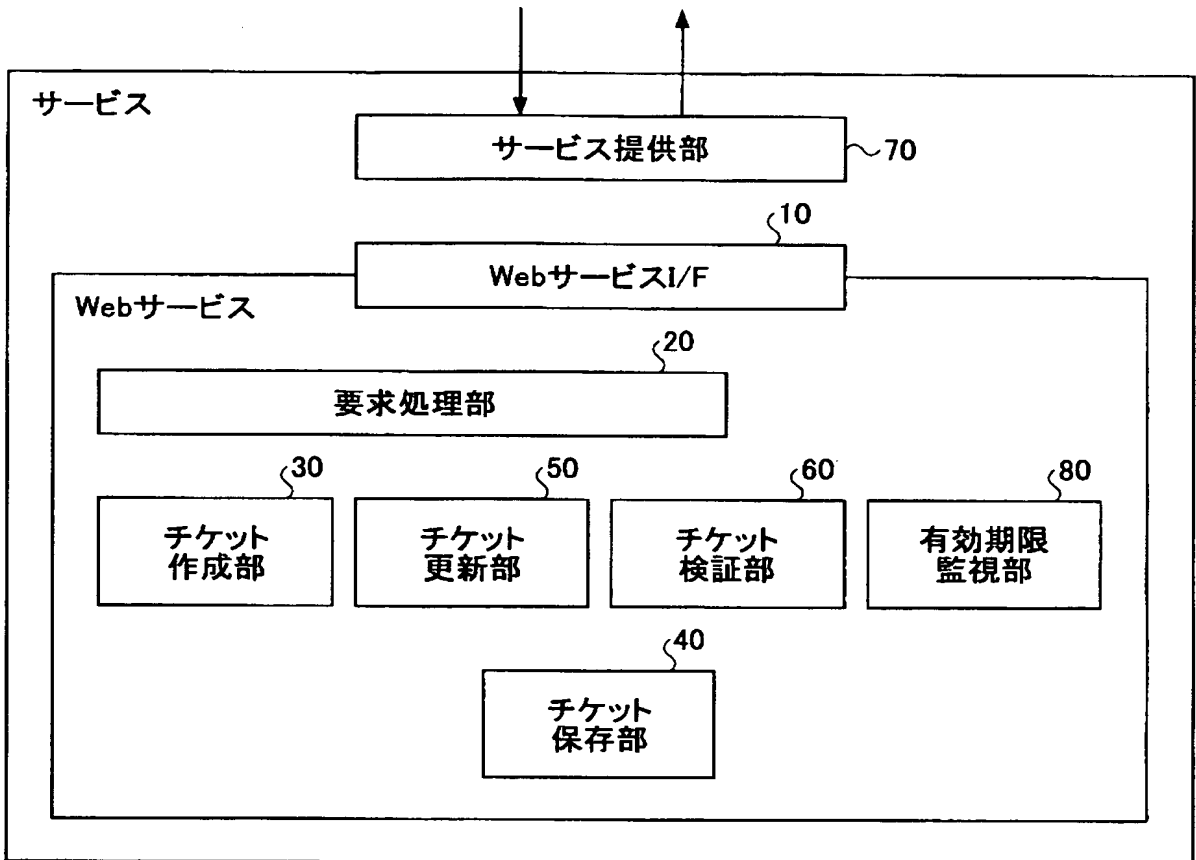 サービス
サービス提供部
70
10
WebサービスI/F
Webサービス
20
要求処理部
30
50
60
80
チケット
作成部
チケット
更新部
チケット
検証部
有効期限
監視部
40
チケット
保存部